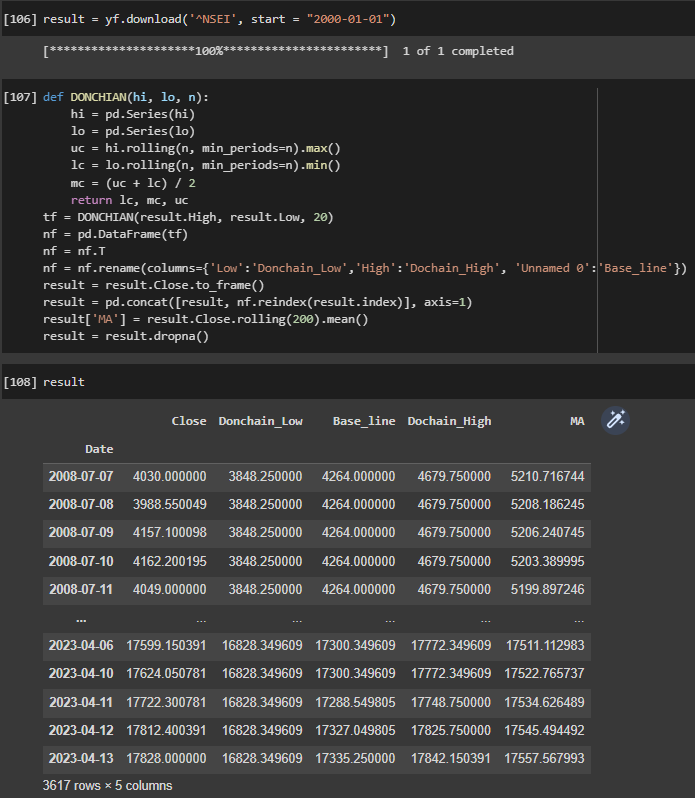 [106] result = yf.download('^NSEI', start = "2000-01-01")
[*********************100%***********************]  1 of 1 completed
[107] def DONCHIAN(hi, lo, n):
    hi = pd.Series(hi)
    lo = pd.Series(lo)
    uc = hi.rolling(n, min_periods=n).max()
    lc = lo.rolling(n, min_periods=n).min()
    mc = (uc + lc) / 2
    return lc, mc, uc
tf = DONCHIAN(result.High, result.Low, 20)
nf = pd.DataFrame(tf)
nf = nf.T
nf = nf.rename(columns={'Low':'Donchain_Low','High':'Dochain_High', 'Unnamed 0':'Base_line'})
result = result.Close.to_frame()
result = pd.concat([result, nf.reindex(result.index)], axis=1)
result['MA'] = result.Close.rolling(200).mean()
result = result.dropna()
[108] result
Close Donchain_Low Base_line Dochain_High MA
Date
2008-07-07 4030.000000 3848.250000 4264.000000 4679.750000 5210.716744
2008-07-08 3988.550049 3848.250000 4264.000000 4679.750000 5208.186245
2008-07-09 4157.100098 3848.250000 4264.000000 4679.750000 5206.240745
2008-07-10 4162.200195 3848.250000 4264.000000 4679.750000 5203.389995
2008-07-11 4049.000000 3848.250000 4264.000000 4679.750000 5199.897246
... ... ... ... ... ...
2023-04-06 17599.150391 16828.349609 17300.349609 17772.349609 17511.112983
2023-04-10 17624.050781 16828.349609 17300.349609 17772.349609 17522.765737
2023-04-11 17722.300781 16828.349609 17288.549805 17748.750000 17534.626489
2023-04-12 17812.400391 16828.349609 17327.049805 17825.750000 17545.494492
2023-04-13 17828.000000 16828.349609 17335.250000 17842.150391 17557.567993
3617 rows × 5 columns